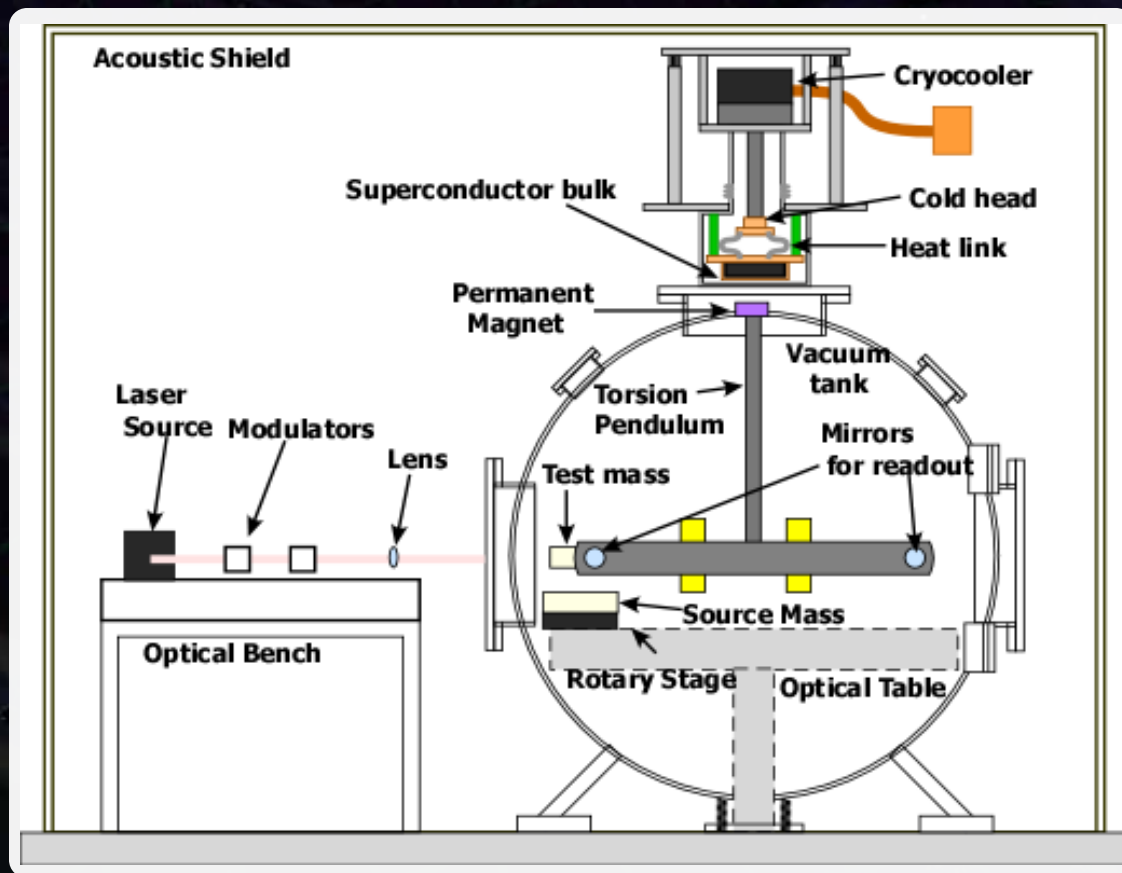 Acoustic Shield
Cryocooler
Superconductor bulk
Cold head
Heat link
Permanent
Magnet
Vacuum
tank
Torsion
Pendulum
Laser
Source
Modulators
Lens
Mirrors
for readout
Test mass
Source Mass
Optical Bench
Rotary Stage
Optical Table